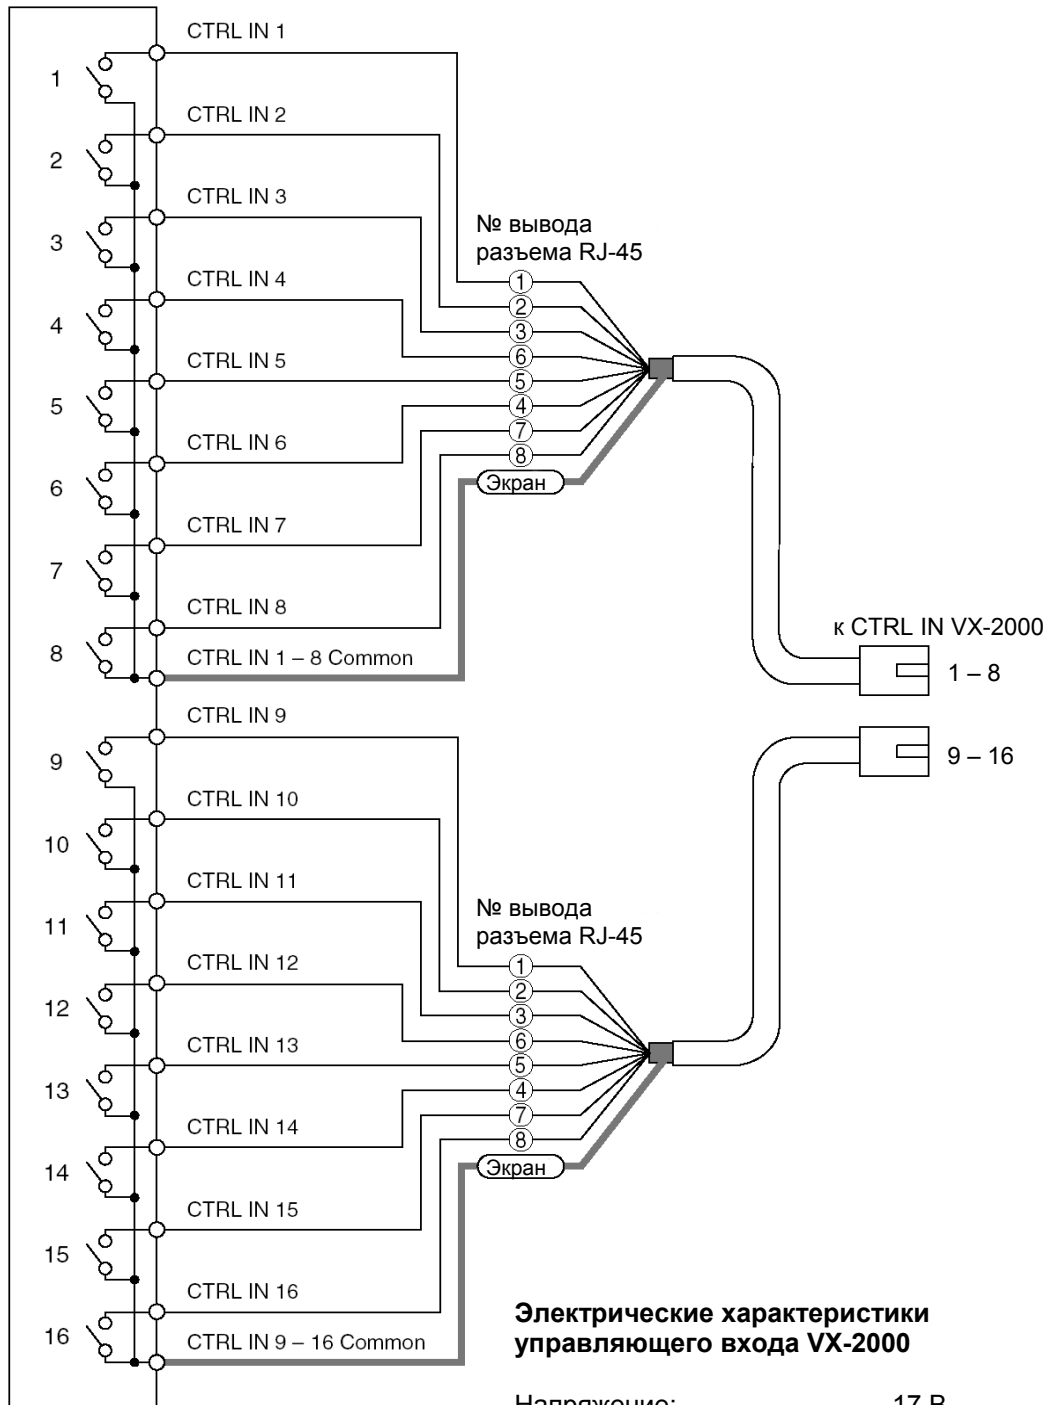 CTRL IN 1
1
CTRL IN 2
2
CTRL IN 3
3
CTRL IN 4
4
CTRL IN 5
5
CTRL IN 6
6
CTRL IN 7
7
CTRL IN 8
8
CTRL IN 1 – 8 Common
№ вывода
разъема RJ-45
1
2
3
6
5
4
7
8
Экран
к CTRL IN VX-2000
1 – 8
9 – 16
CTRL IN 9
9
CTRL IN 10
10
CTRL IN 11
11
CTRL IN 12
12
CTRL IN 13
13
CTRL IN 14
14
CTRL IN 15
15
CTRL IN 16
16
CTRL IN 9 – 16 Common
№ вывода
разъема RJ-45
1
2
3
6
5
4
7
8
Экран
Электрические характеристики
управляющего входа VX-2000
Напряжение: 17 В